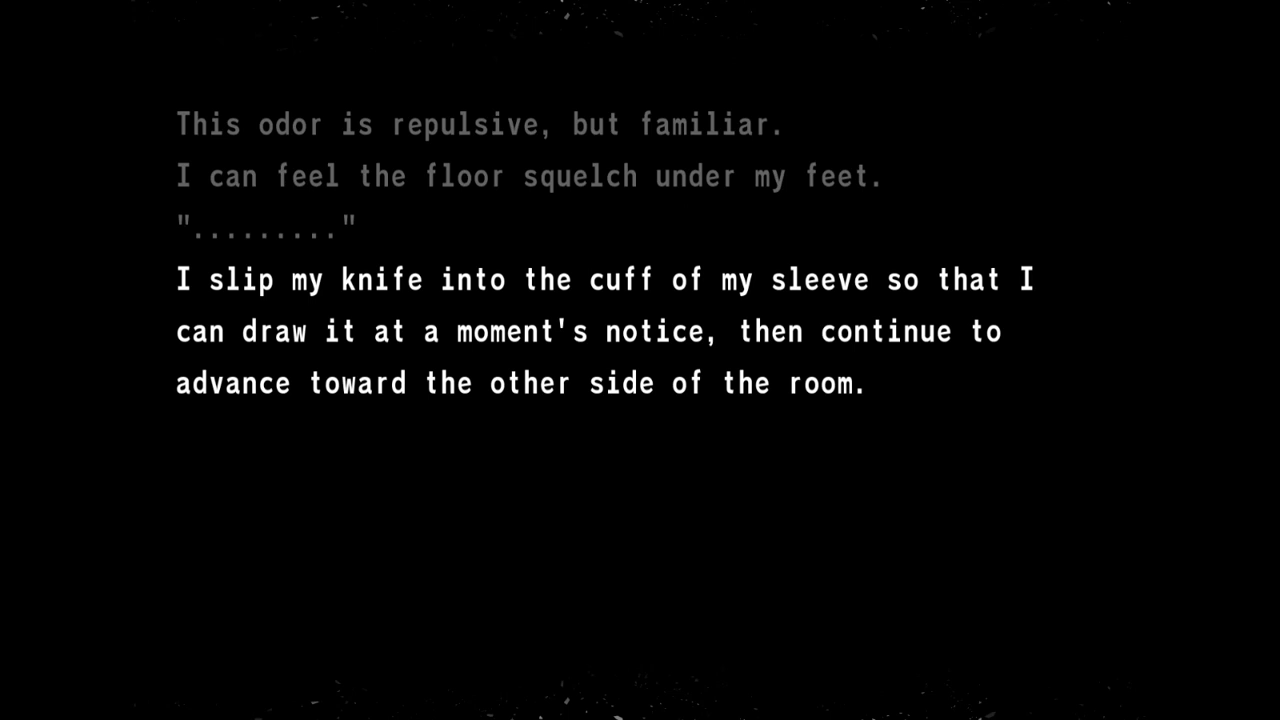 This odor is repulsive, but familiar.
I can feel the floor squelch under my feet.
"........."
I slip my knife into the cuff of my sleeve so that I
can draw it at a moment's notice, then continue to
advance toward the other side of the room.